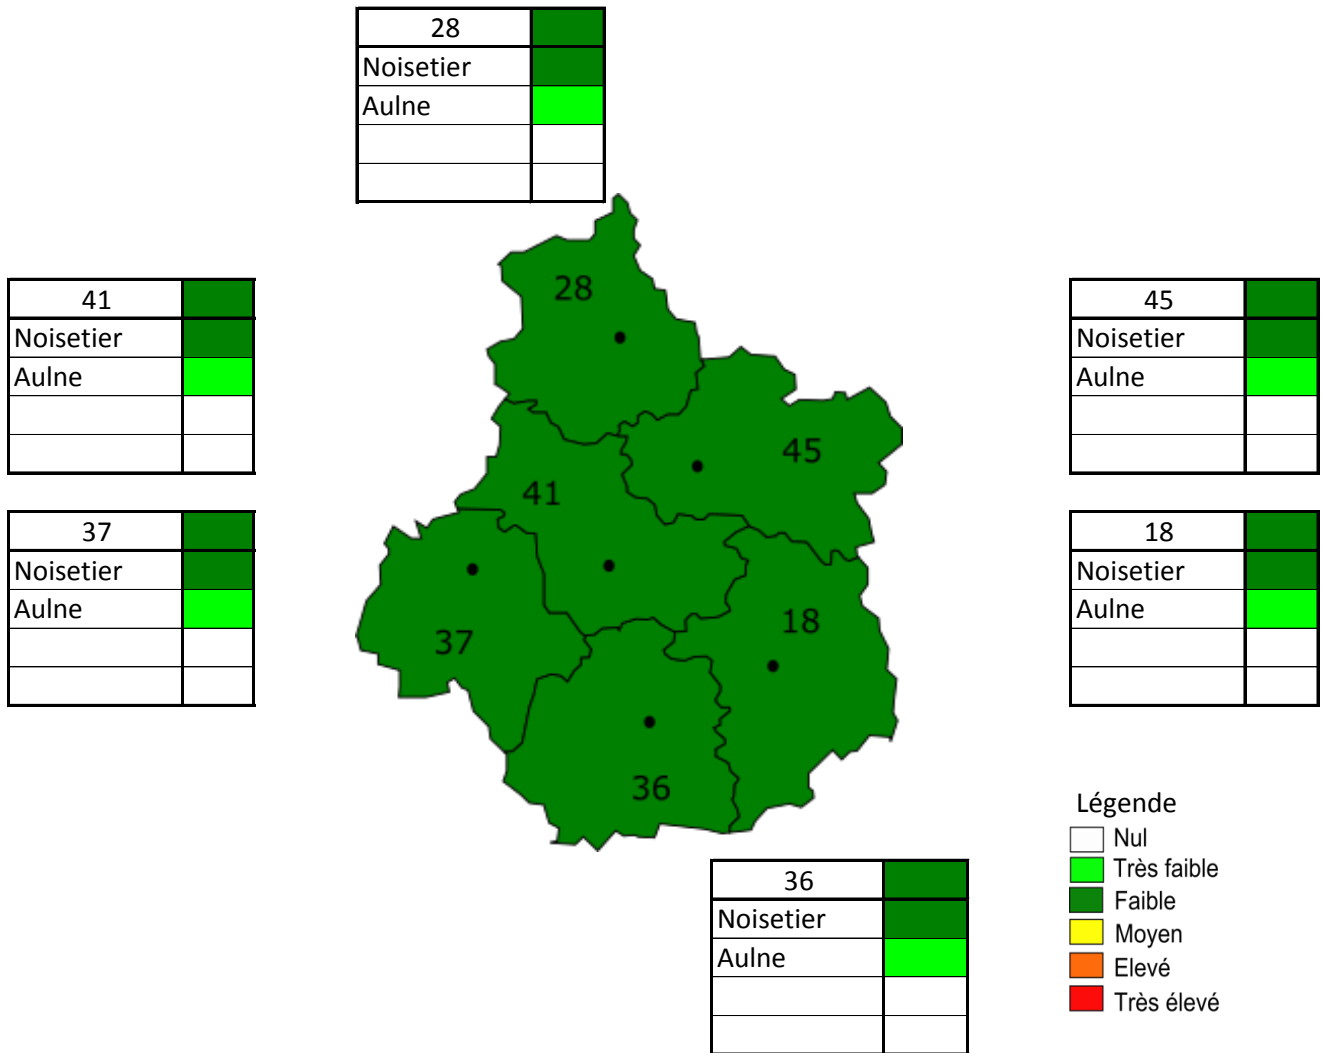 28
Noisetier
Aulne
28
41
Noisetier
Aulne
45
Noisetier
Aulne
45
41
37
Noisetier
Aulne
18
Noisetier
Aulne
18
37
36
Légende
Nul
Très faible
Faible
Moyen
Elevé
Très élevé
36
Noisetier
Aulne